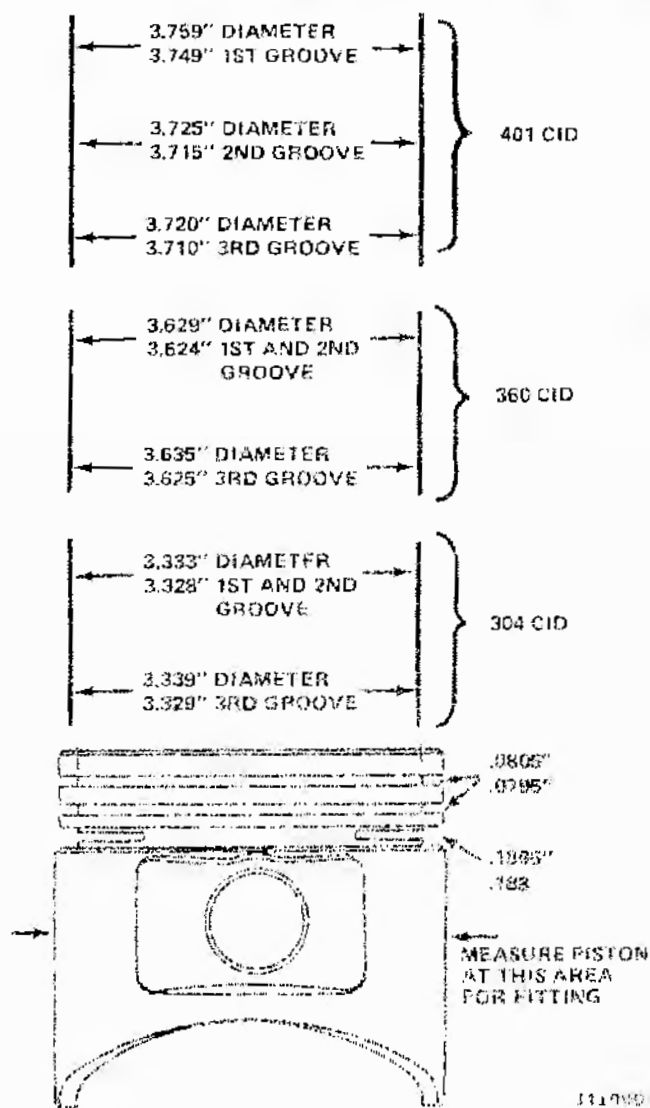 3.759" DIAMETER
3.749" 1ST GROOVE
3.725" DIAMETER
3.715" 2ND GROOVE
401 CID
3.720" DIAMETER
3.710" 3RD GROOVE
3.629" DIAMETER
3.624" 1ST AND 2ND
GROOVE
360 CID
3.635" DIAMETER
3.625" 3RD GROOVE
3.333" DIAMETER
3.328" 1ST AND 2ND
GROOVE
304 CID
3.339" DIAMETER
3.329" 3RD GROOVE
.0805"
.0795"
.1895"
.188
MEASURE PISTON
AT THIS AREA
FOR FITTING